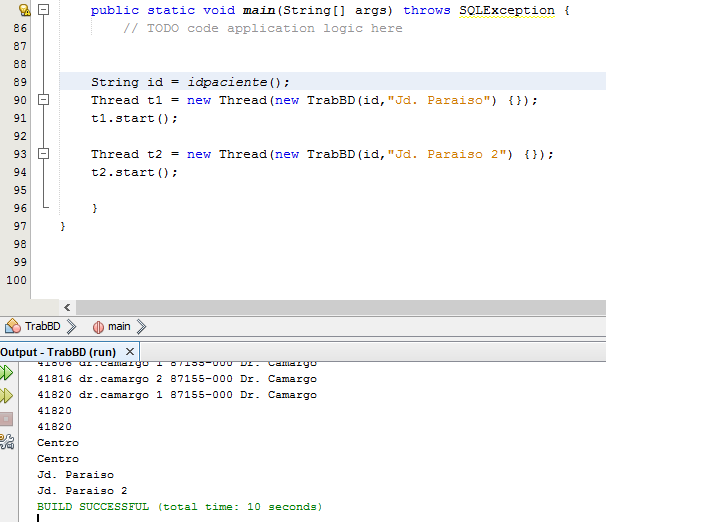 public static void main(String[] args) throws SQLException {
86 // TODO code application logic here
87
88
89 String id = idpaciente();
90 Thread t1 = new Thread(new TrabBD(id,"Jd. Paraiso") {});
91 t1.start();
92
93 Thread t2 = new Thread(new TrabBD(id,"Jd. Paraiso 2") {});
94 t2.start();
95
96 }
97 }
98
99
100
TrabBD main
Output - TrabBD (run) ×
41806 dr.camargo 1 87155-000 Dr. Camargo
41816 dr.camargo 2 87155-000 Dr. Camargo
41820 dr.camargo 1 87155-000 Dr. Camargo
41820
41820
Centro
Centro
Jd. Paraiso
Jd. Paraiso 2
BUILD SUCCESSFUL (total time: 10 seconds)